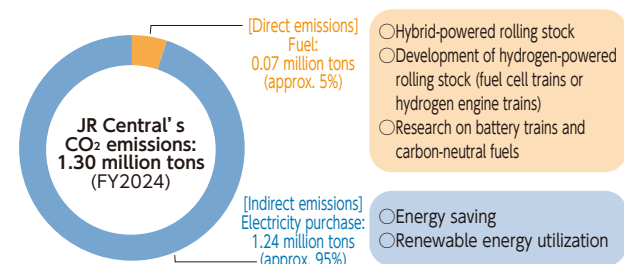 [Direct emissions]
Fuel:
0.07 million tons
(approx. 5%)
○Hybrid-powered rolling stock
○Development of hydrogen-powered
rolling stock (fuel cell trains or
hydrogen engine trains)
○Research on battery trains and
carbon-neutral fuels
JR Central's
CO₂ emissions:
1.30 million tons
(FY2024)
[Indirect emissions]
Electricity purchase:
1.24 million tons
(approx. 95%)
○Energy saving
○Renewable energy utilization